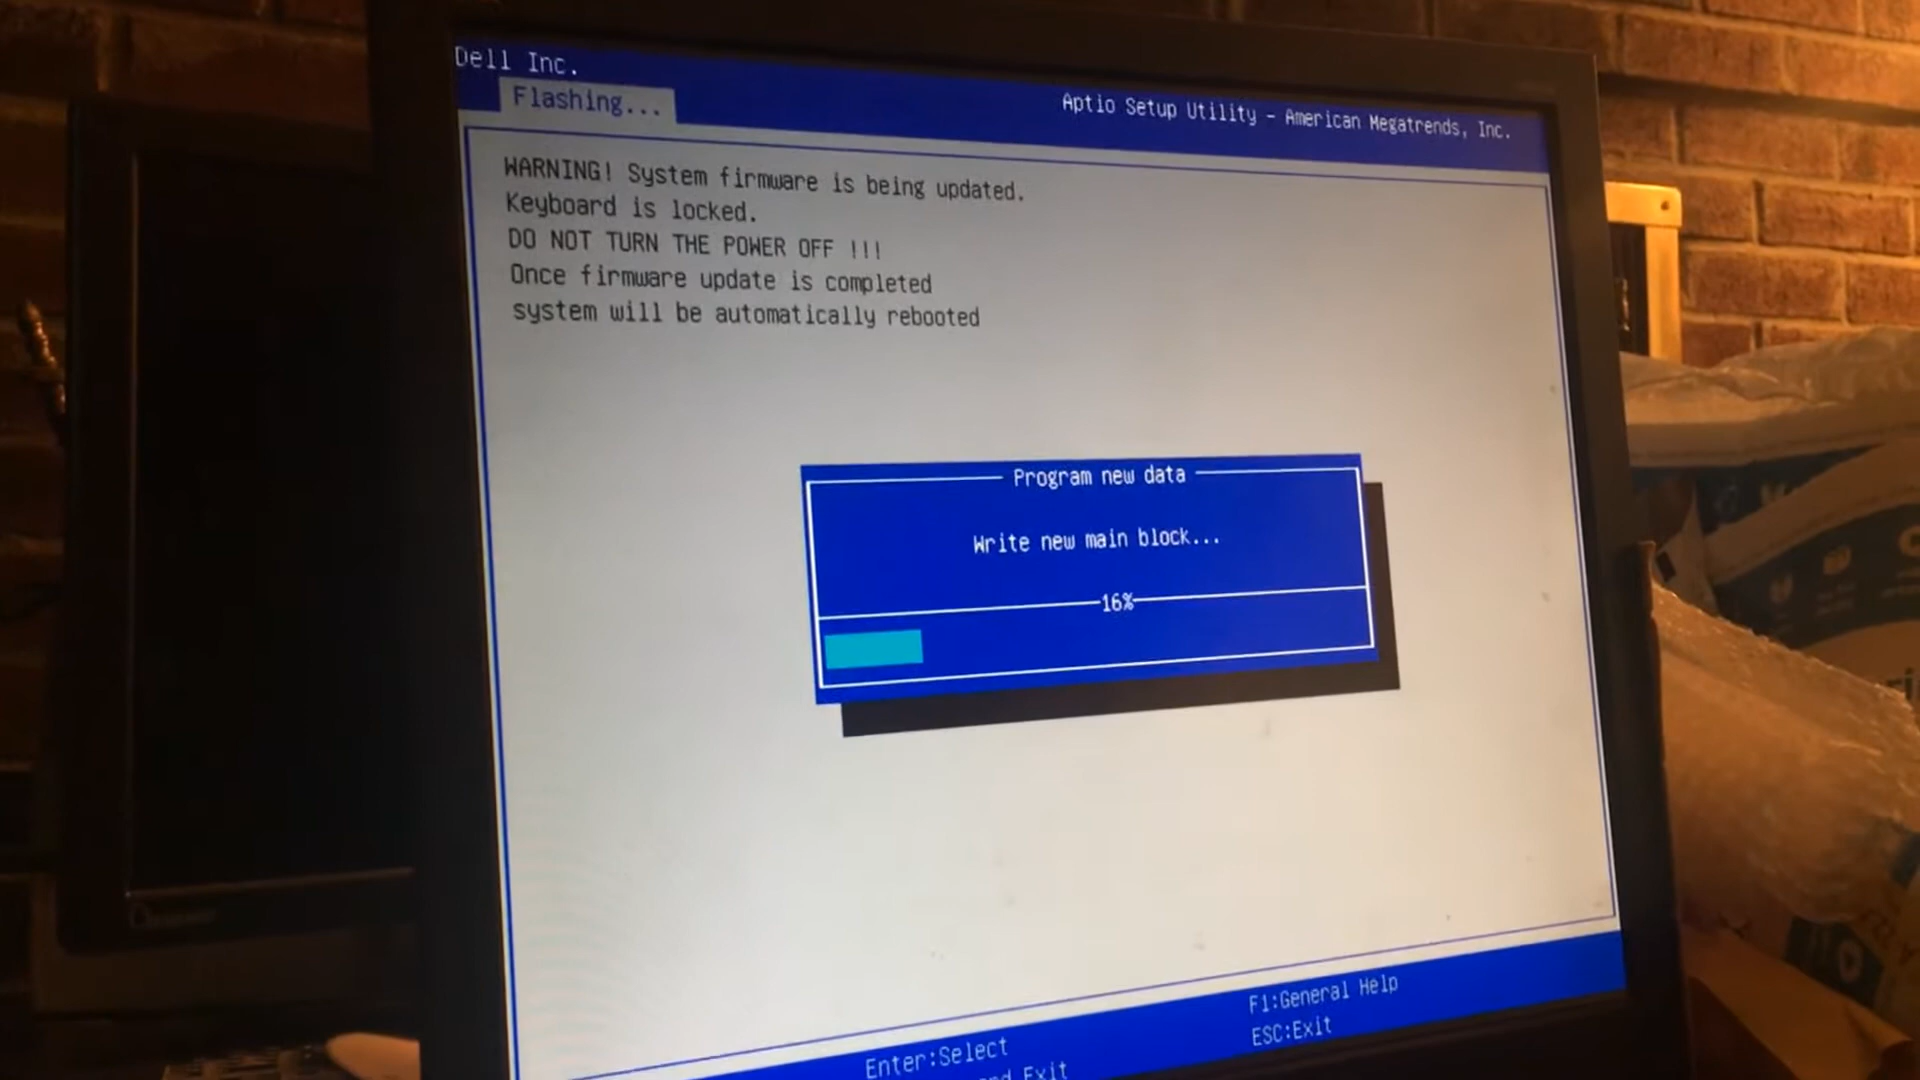 Dell Inc.
Flashing...
Aptio Setup Utility – American Megatrends, Inc.
WARNING! System firmware is being updated.
Keyboard is locked.
DO NOT TURN THE POWER OFF !!!
Once firmware update is completed
system will be automatically rebooted
Program new data
Write new main block...
16%
F1:General Help
Enter:Select
ESC:Exit
and Exit